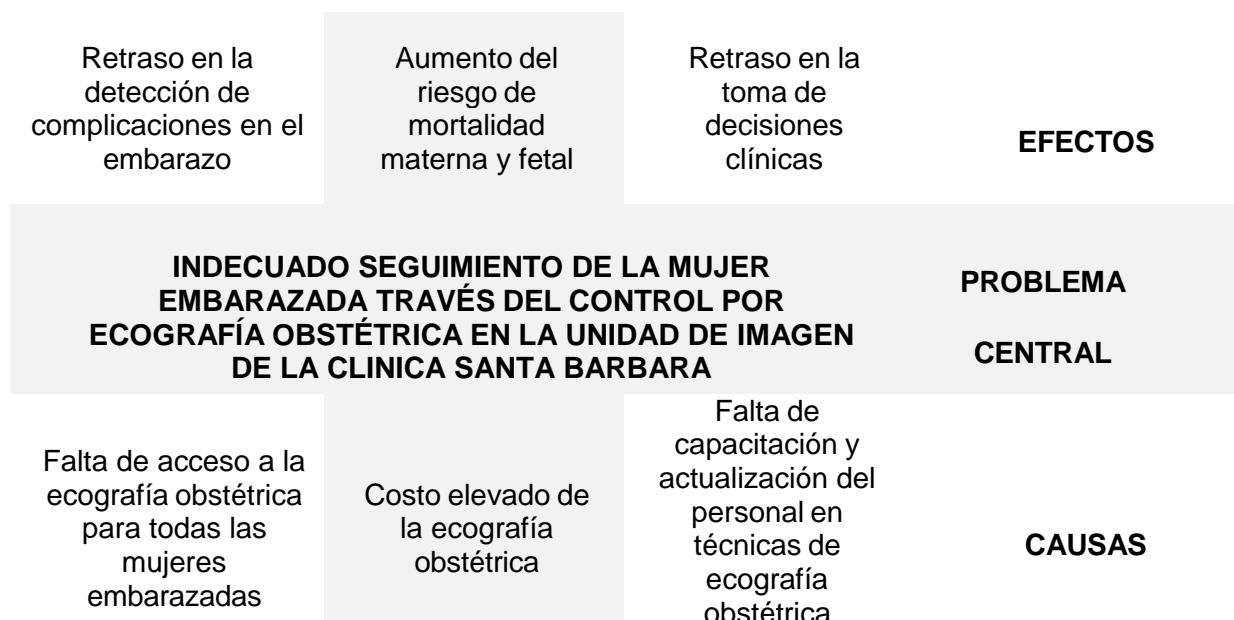 Retraso en la
detección de
complicaciones en el
embarazo
Aumento del
riesgo de
mortalidad
materna y fetal
Retraso en la
toma de
decisiones
clínicas
EFECTOS
INDECUADO SEGUIMIENTO DE LA MUJER
EMBARAZADA TRAVÉS DEL CONTROL POR
ECOGRAFÍA OBSTÉTRICA EN LA UNIDAD DE IMAGEN
DE LA CLINICA SANTA BARBARA
PROBLEMA
CENTRAL
Falta de acceso a la
ecografía obstétrica
para todas las
mujeres
embarazadas
Costo elevado de
la ecografía
obstétrica
Falta de
capacitación y
actualización del
personal en
técnicas de
ecografía
obstétrica
CAUSAS